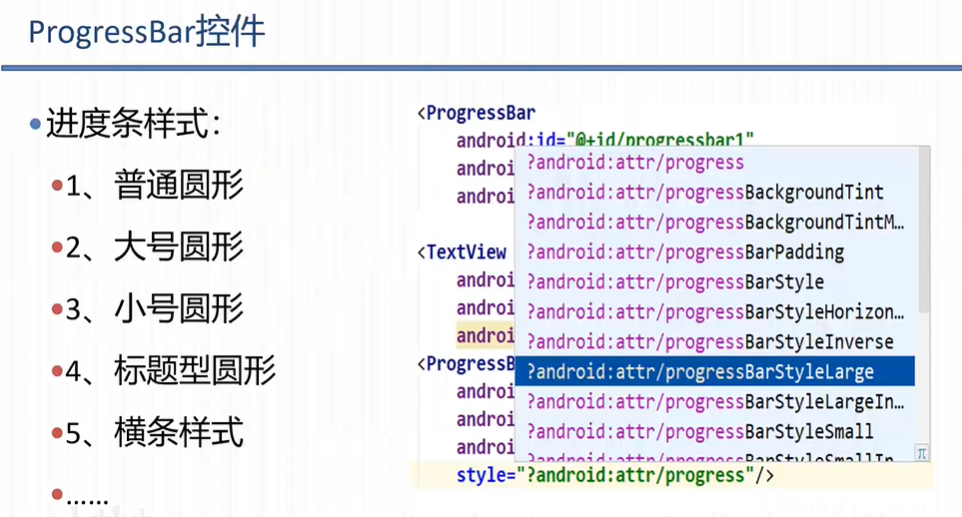 ProgressBar控件
•进度条样式：
•1、普通圆形
•2、大号圆形
•3、小号圆形
•4、标题型圆形
•5、横条样式
•……
<ProgressBar
android:id="@+id/progressbar1"
androi
androi
<TextView
androi
androi
androi
<ProgressB
androi
androi
androi
style="?android:attr/progress"/>
?android:attr/progress
?android:attr/progressBackgroundTint
?android:attr/progressBackgroundTintM…
?android:attr/progressBarPadding
?android:attr/progressBarStyle
?android:attr/progressBarStyleHorizon…
?android:attr/progressBarStyleInverse
?android:attr/progressBarStyleLarge
?android:attr/progressBarStyleLargeIn…
?android:attr/progressBarStyleSmall
?android:attr/progressBarStyleSmallIn
π